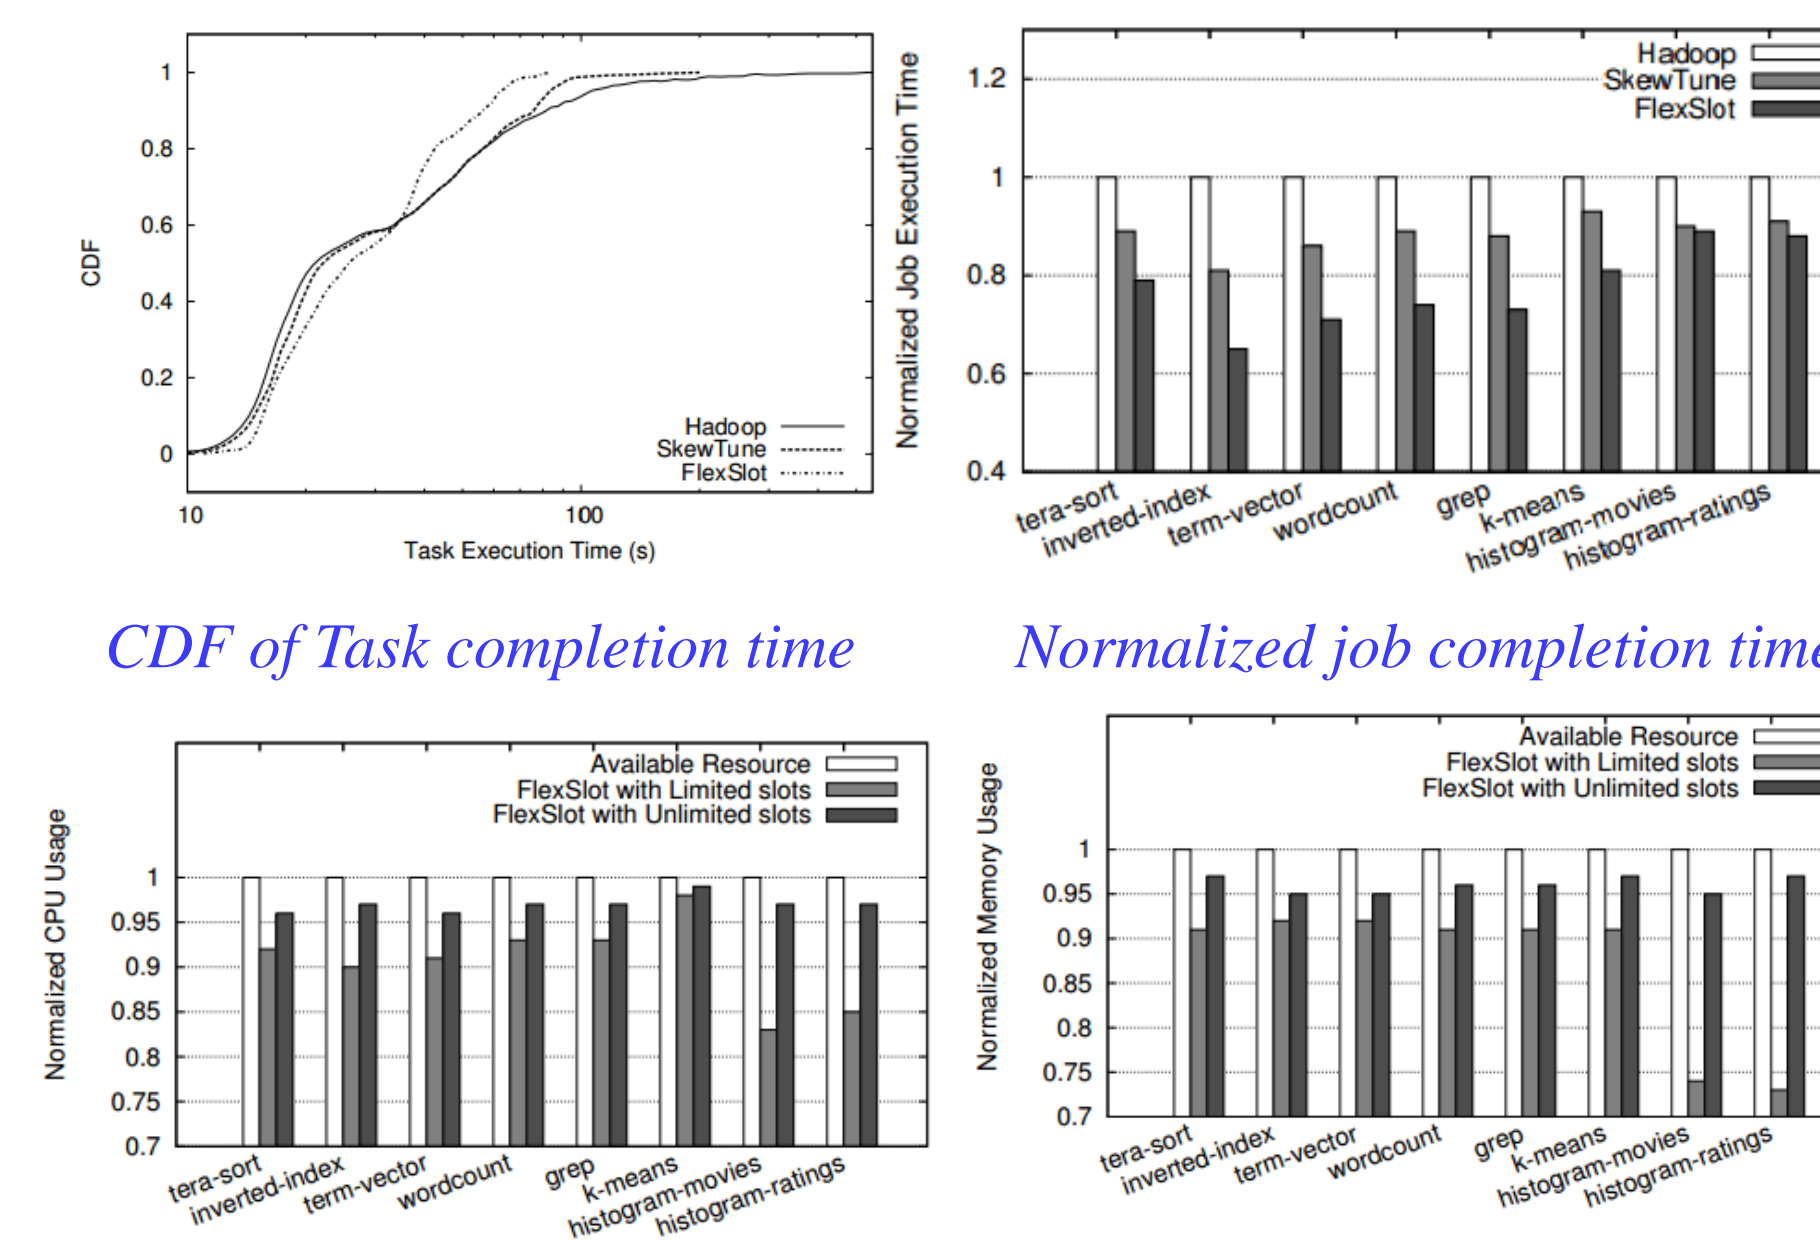 1
0.8
0.6
0.4
0.2
0
CDF
Hadoop
SkewTune
FlexSlot
10 100
Task Execution Time (s)
Normalized Job Execution Time
1.2
1
0.8
0.6
0.4
Hadoop
SkewTune
FlexSlot
tera-sort
inverted-index
term-vector
wordcount
grep
k-means
histogram-movies
histogram-ratings
CDF of Task completion time
Normalized job completion time
Normalized CPU Usage
Available Resource
FlexSlot with Limited slots
FlexSlot with Unlimited slots
1
0.95
0.9
0.85
0.8
0.75
0.7
tera-sort
inverted-index
term-vector
wordcount
grep
k-means
histogram-movies
histogram-ratings
Normalized Memory Usage
Available Resource
FlexSlot with Limited slots
FlexSlot with Unlimited slots
1
0.95
0.9
0.85
0.8
0.75
0.7
tera-sort
inverted-index
term-vector
wordcount
grep
k-means
histogram-movies
histogram-ratings